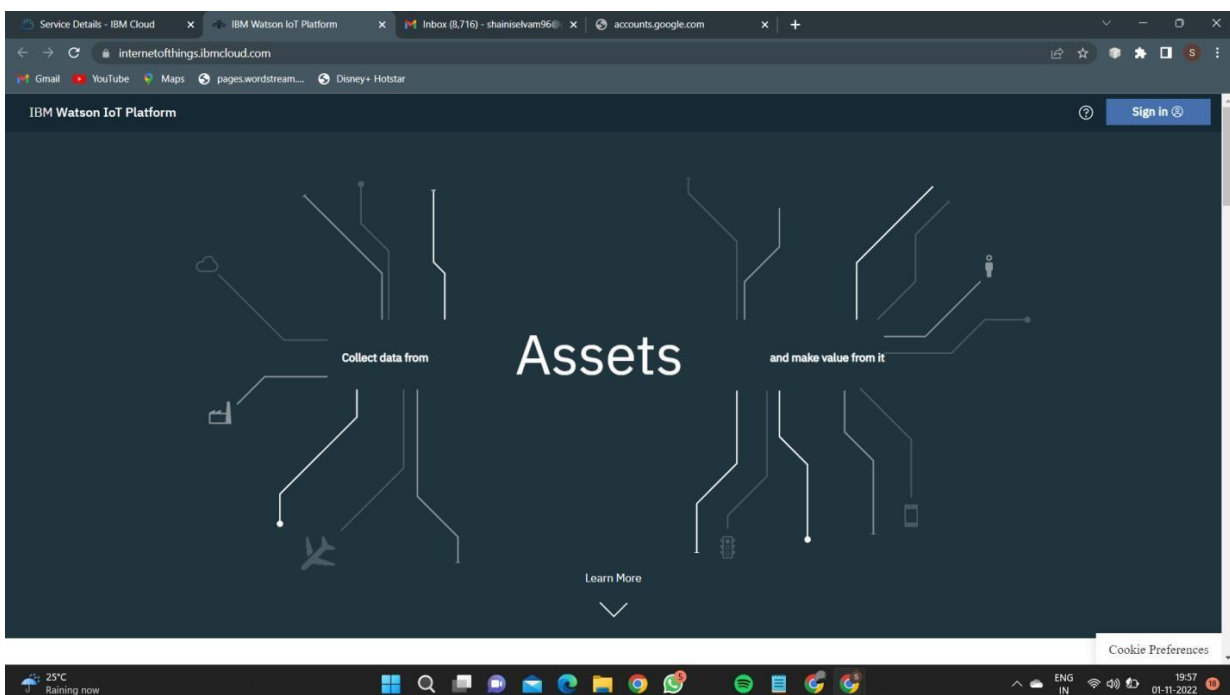 Service Details - IBM Cloud
IBM Watson IoT Platform
Inbox (8,716) - shainiselvam96@
accounts.google.com
internetofthings.ibmcloud.com
S
Gmail
YouTube
Maps
pages.wordstream....
Disney+ Hotstar
IBM Watson IoT Platform
Sign in
Collect data from
Assets
and make value from it
Learn More
Cookie Preferences
25°C
Raining now
5
S
ENG
IN
19:57
01-11-2022
18